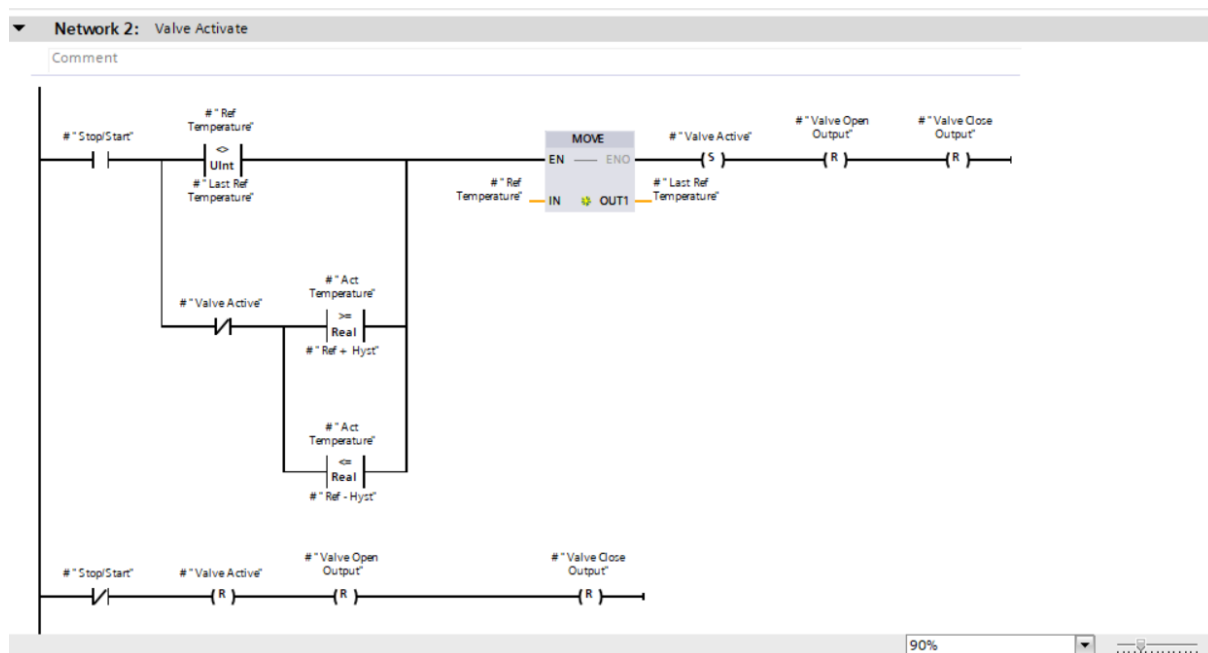 Network 2: Valve Activate
Comment
#"Stop/Start"
#"Ref
Temperature"
<>
UInt
#"Last Ref
Temperature"
MOVE
EN ENO
#"Ref
Temperature"
IN OUT1
#"Last Ref
Temperature"
#"Valve Active"
S
#"Valve Open
Output"
R
#"Valve Close
Output"
R
#"Valve Active"
#"Act
Temperature"
>=
Real
#"Ref + Hyst"
#"Act
Temperature"
<=
Real
#"Ref - Hyst"
#"Stop/Start"
#"Valve Active"
R
#"Valve Open
Output"
R
#"Valve Close
Output"
R
90%